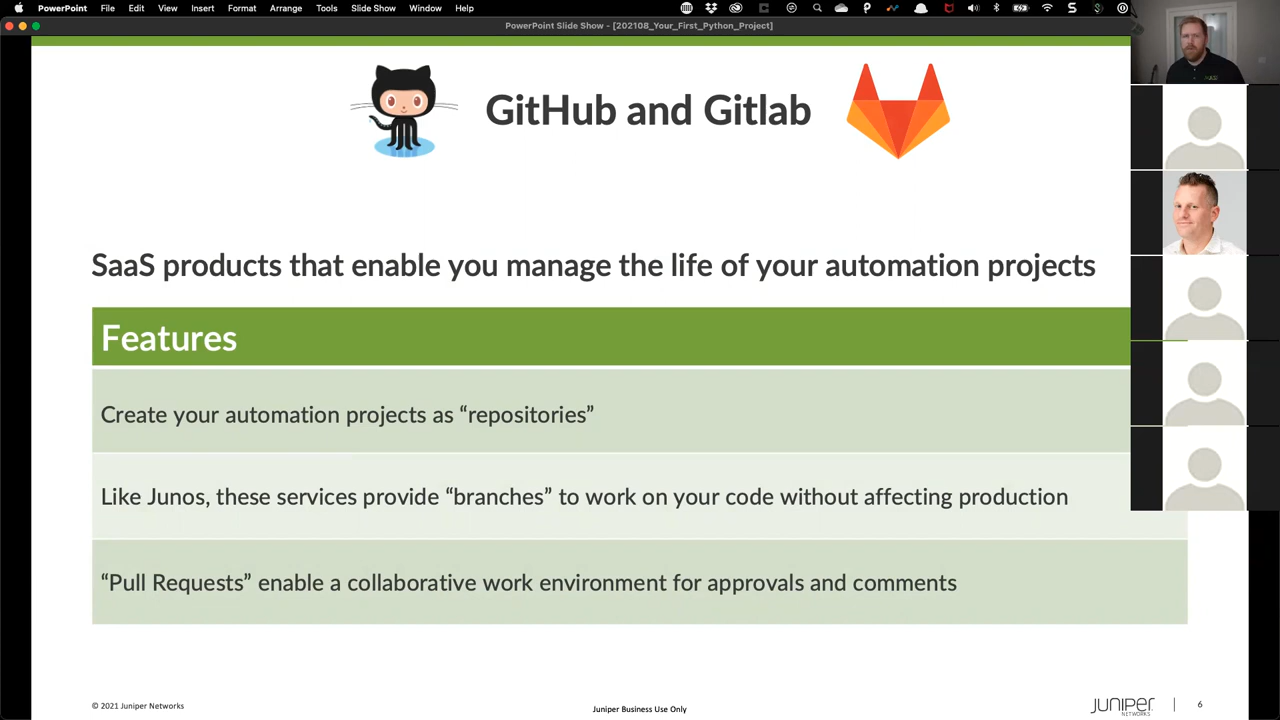 PowerPoint File Edit View Insert Format Arrange Tools Slide Show Window Help
PowerPoint Slide Show - [202108_Your_First_Python_Project]
GitHub and Gitlab
SaaS products that enable you manage the life of your automation projects
Features
Create your automation projects as “repositories”
Like Junos, these services provide “branches” to work on your code without affecting production
“Pull Requests” enable a collaborative work environment for approvals and comments
© 2021 Juniper Networks
Juniper Business Use Only
JUNIPER
NETWORKS
6